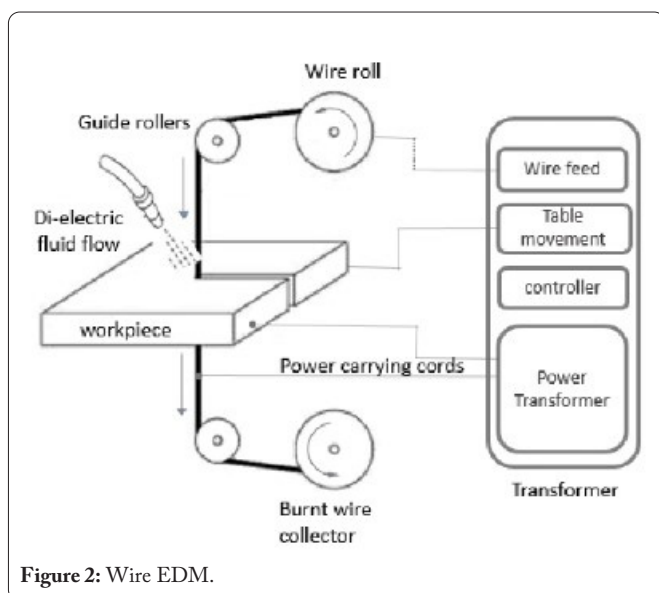 Wire roll
Guide rollers
Wire feed
Di-electric
fluid flow
Table
movement
controller
workpiece
Power carrying cords
Power
Transformer
Transformer
Burnt wire
collector
Figure 2: Wire EDM.